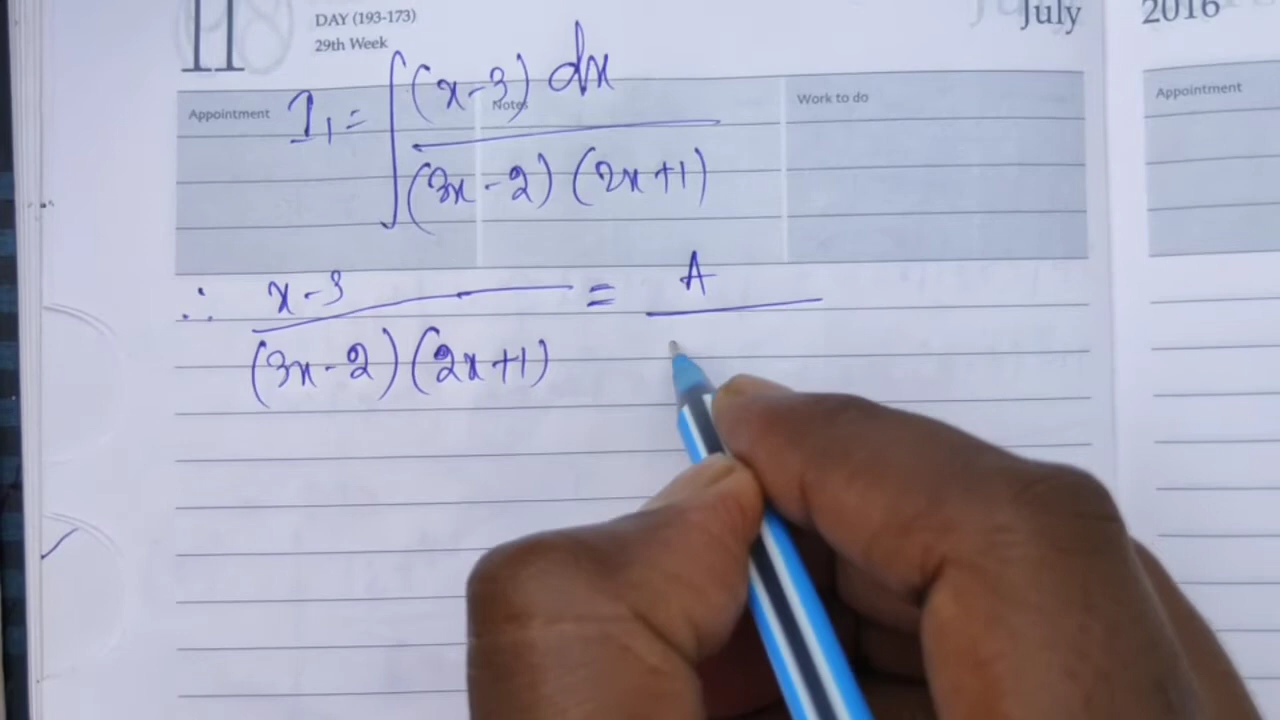 11 DAY (193-173) July 2016
29th Week
Appointment Notes Work to do Appointment
I₁ = ∫ (x-3) dx
(3x-2) (2x+1)
∴ x-3 = A
(3x-2) (2x+1)